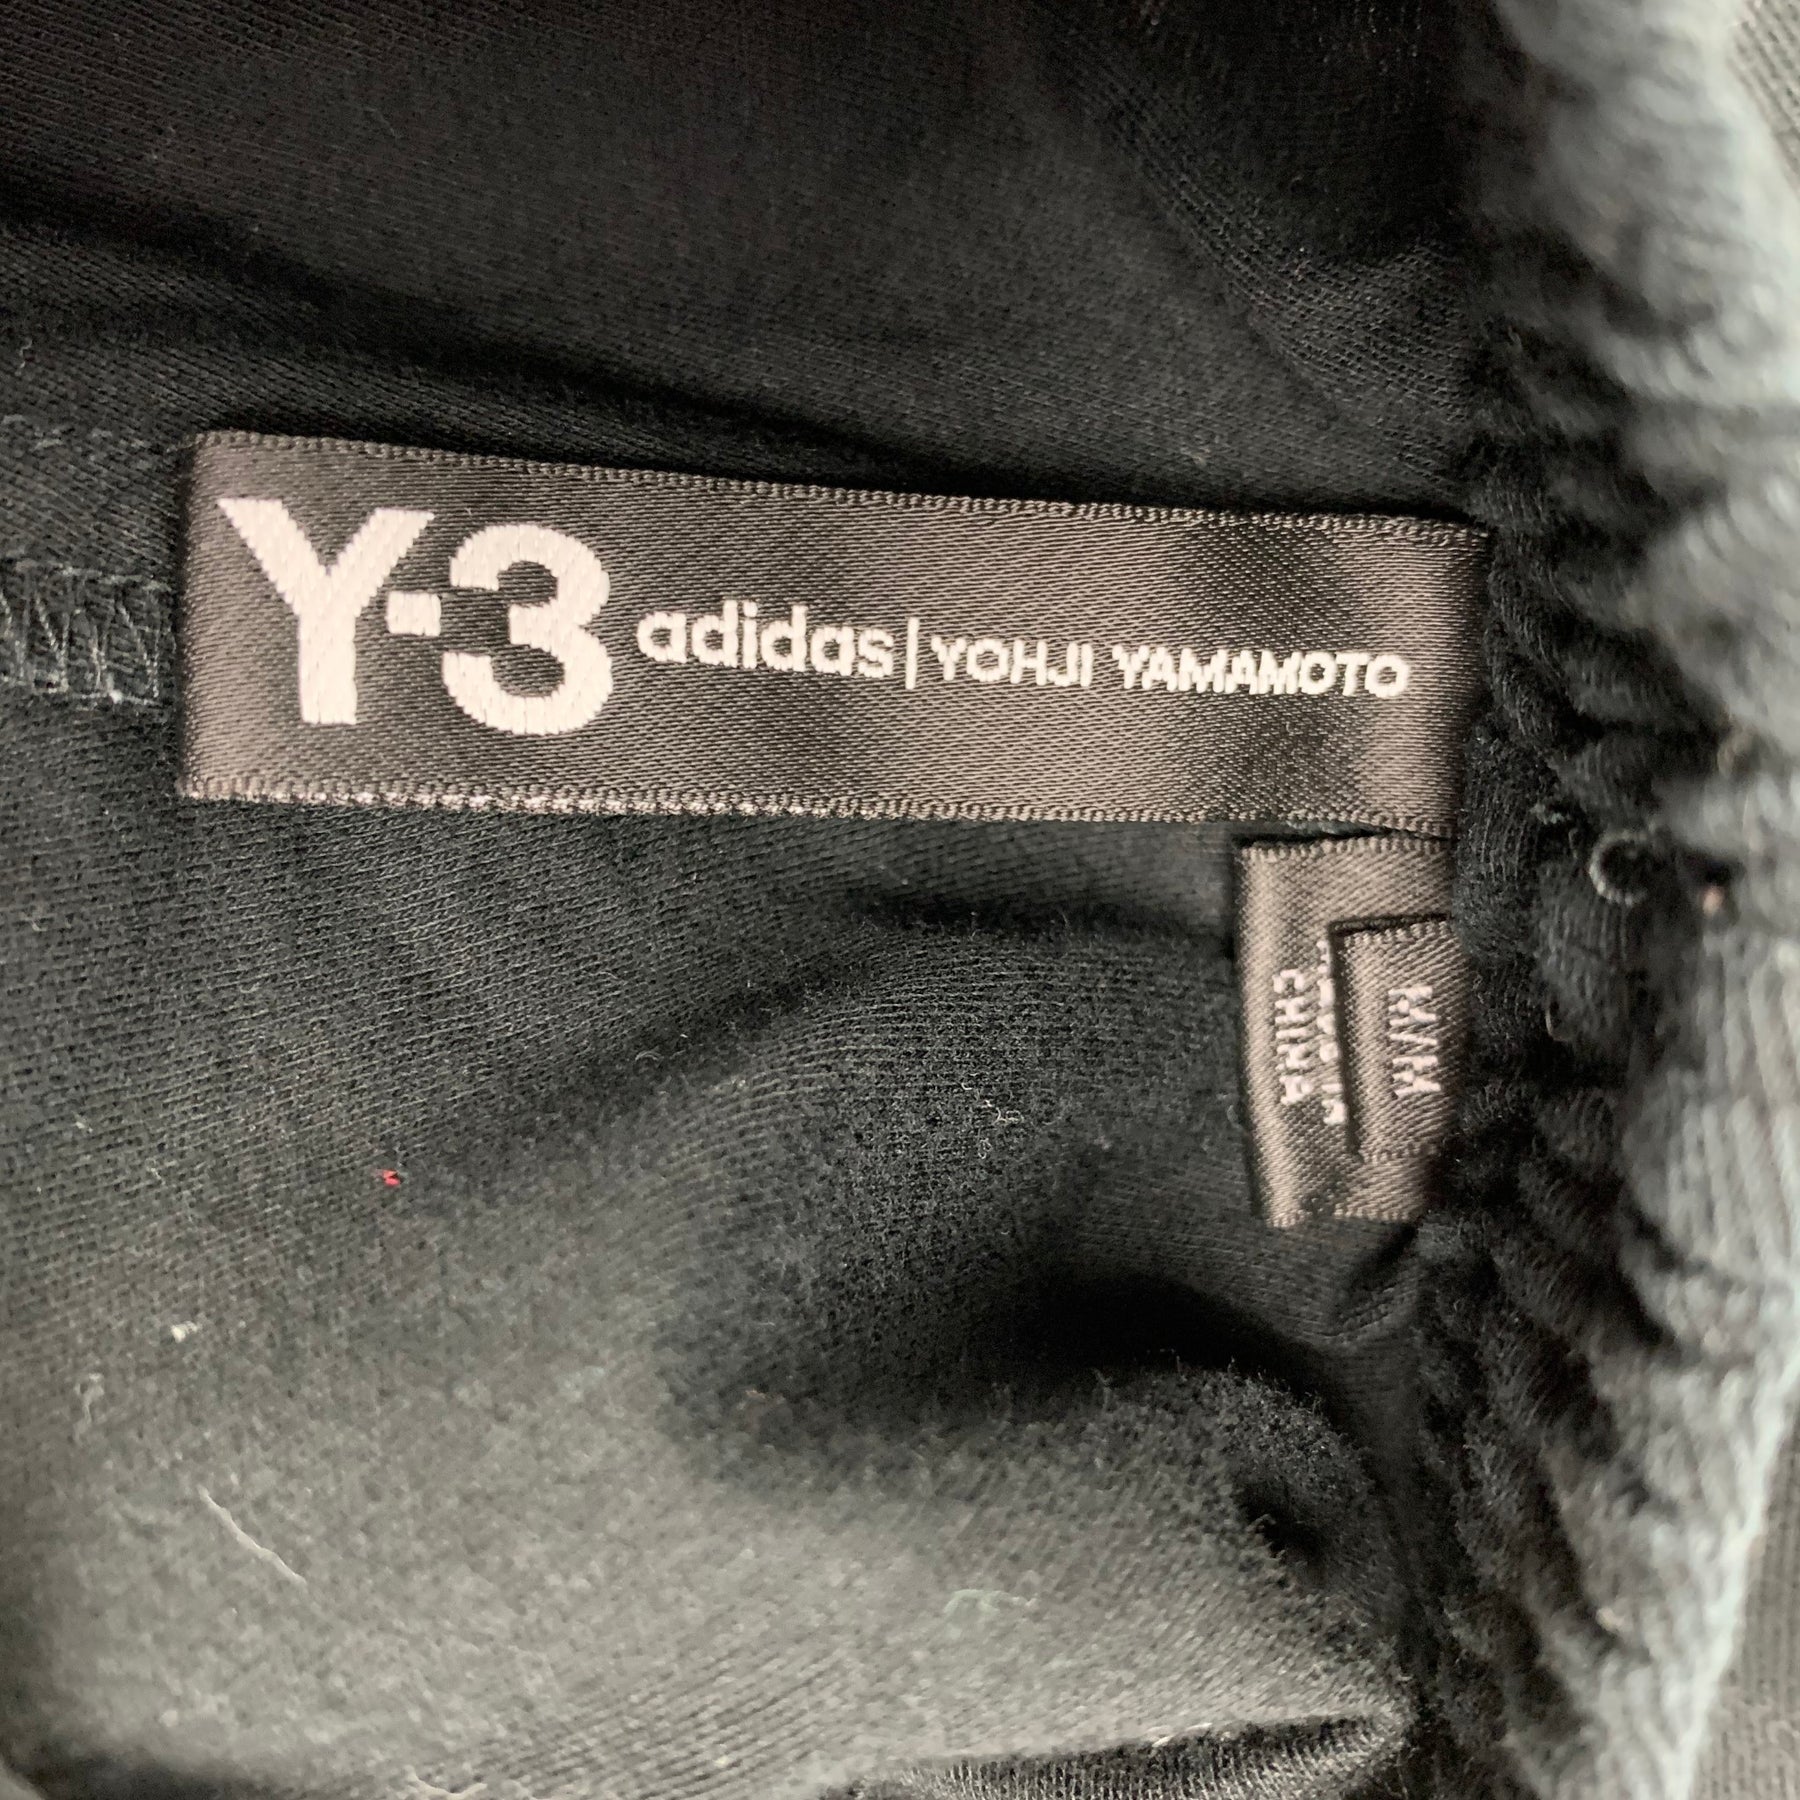 Y-3 adidas | YOHJI YAMAMOTO
M/M
CHINA